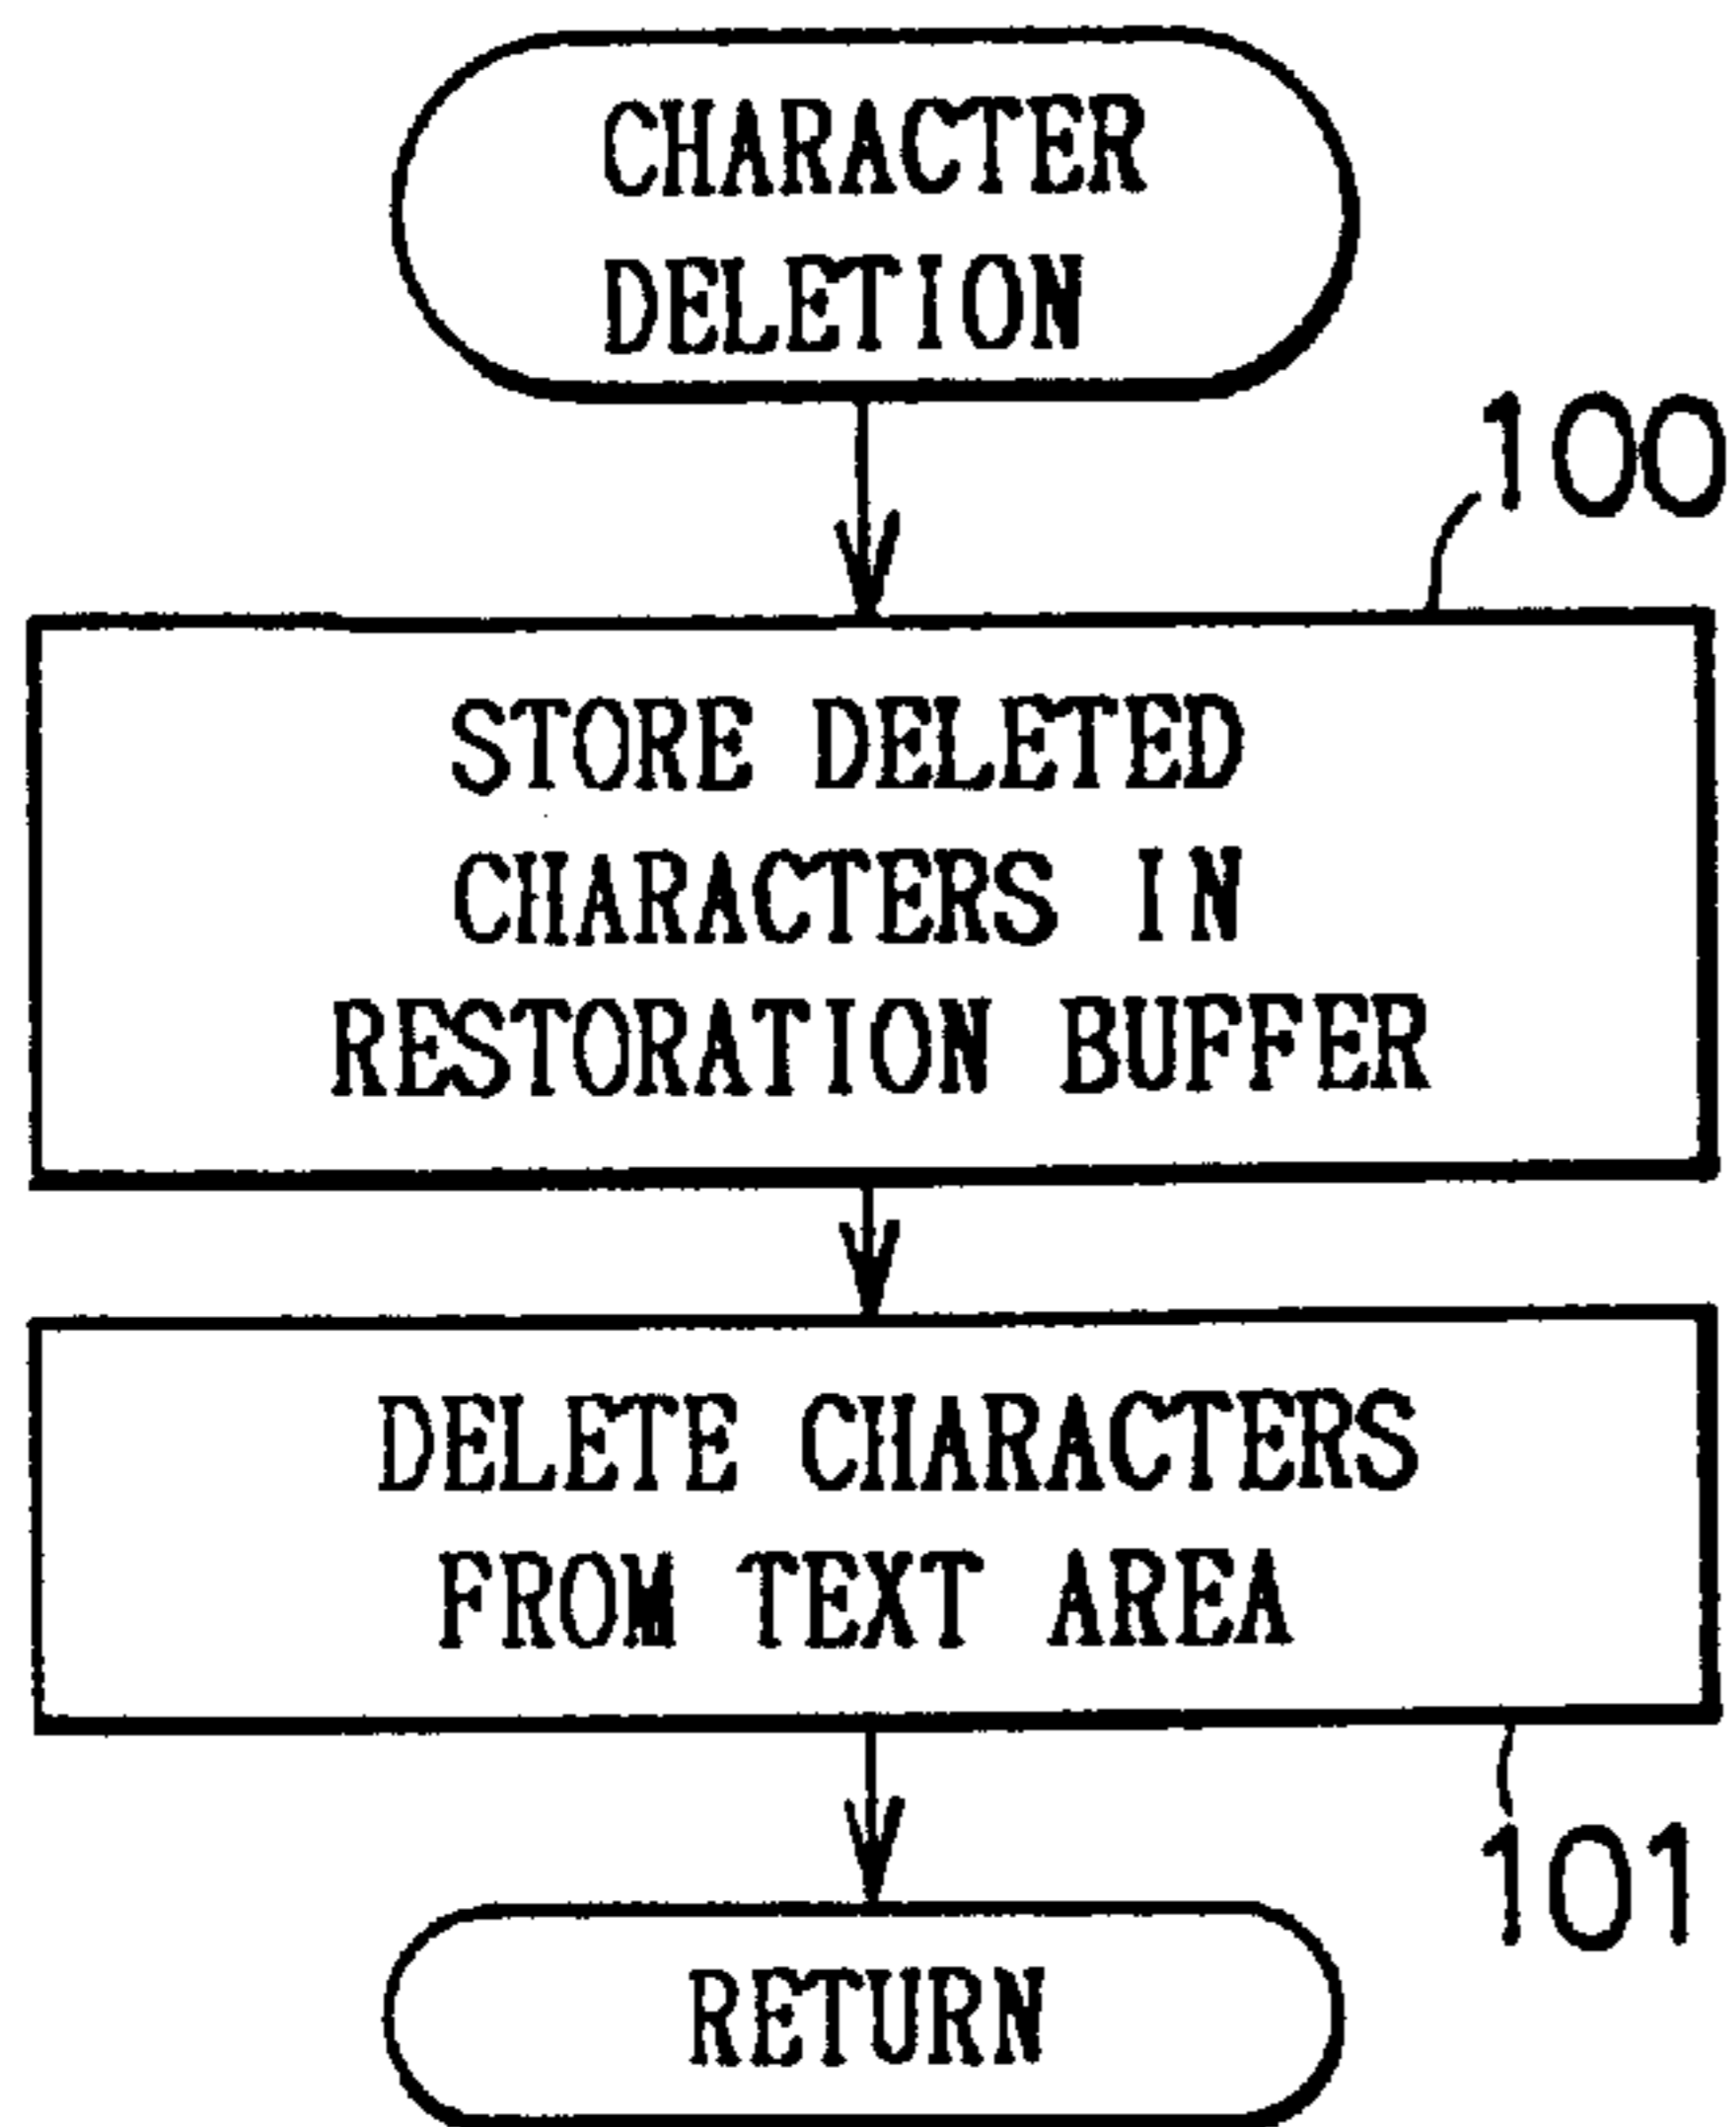 CHARACTER
DELETION
100
STORE DELETED
CHARACTERS IN
RESTORATION BUFFER
DELETE CHARACTERS
FROM TEXT AREA
101
RETURN